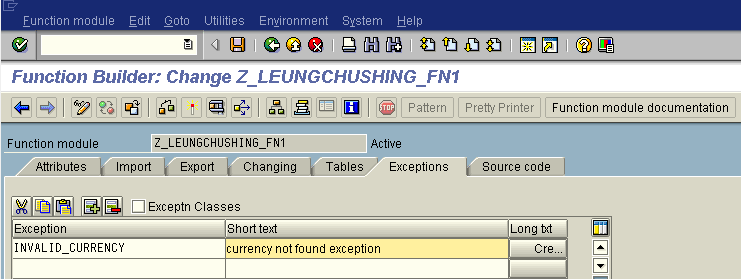 Function module Edit Goto Utilities Environment System Help
Function Builder: Change Z_LEUNGCHUSHING_FN1
STOP Pattern Pretty Printer Function module documentation
Function module Z_LEUNGCHUSHING_FN1 Active
Attributes Import Export Changing Tables Exceptions Source code
Exceptn Classes
Exception Short text Long txt
INVALID_CURRENCY currency not found exception Cre...